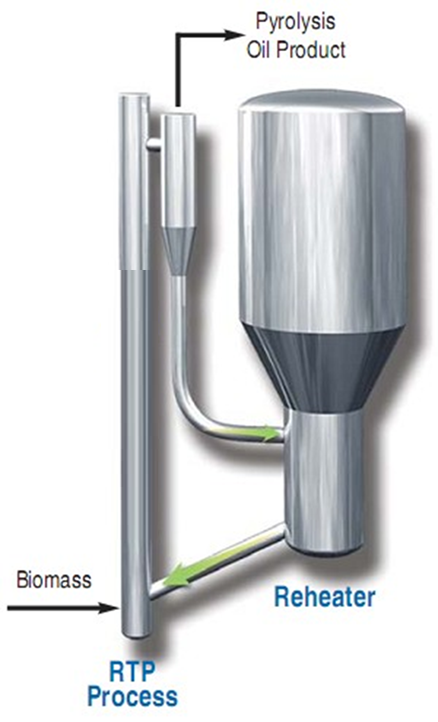 Pyrolysis
Oil Product
Biomass
Reheater
RTP
Process